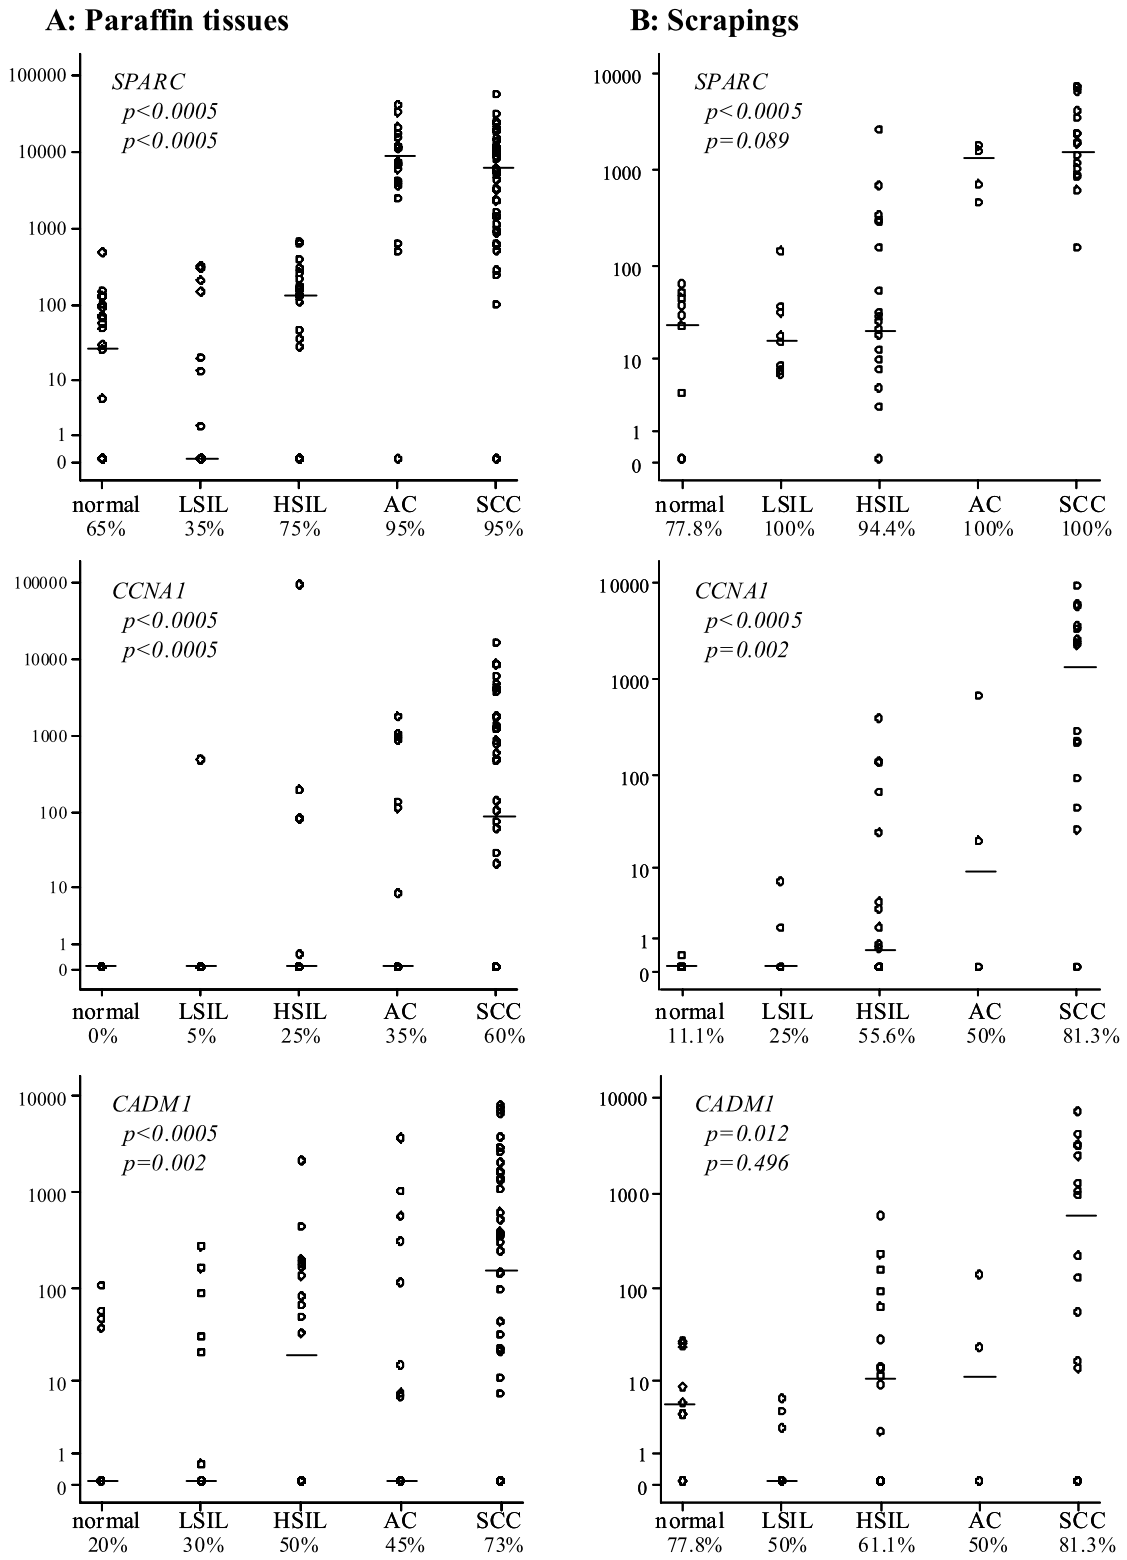 A: Paraffin tissues
B: Scrapings
SPARC
p<0.0005
p<0.0005
100000
10000
1000
100
10
1
0
normal LSIL HSIL AC SCC
65% 35% 75% 95% 95%
SPARC
p<0.0005
p=0.089
10000
1000
100
10
1
0
normal LSIL HSIL AC SCC
77.8% 100% 94.4% 100% 100%
CCNA1
p<0.0005
p<0.0005
100000
10000
1000
100
10
1
0
normal LSIL HSIL AC SCC
0% 5% 25% 35% 60%
CCNA1
p<0.0005
p=0.002
10000
1000
100
10
1
0
normal LSIL HSIL AC SCC
11.1% 25% 55.6% 50% 81.3%
CADM1
p<0.0005
p=0.002
10000
1000
100
10
1
0
normal LSIL HSIL AC SCC
20% 30% 50% 45% 73%
CADM1
p=0.012
p=0.496
10000
1000
100
10
1
0
normal LSIL HSIL AC SCC
77.8% 50% 61.1% 50% 81.3%